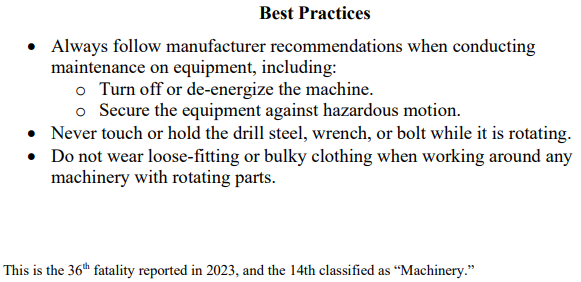 Best Practices
• Always follow manufacturer recommendations when conducting
maintenance on equipment, including:
o Turn off or de-energize the machine.
o Secure the equipment against hazardous motion.
• Never touch or hold the drill steel, wrench, or bolt while it is rotating.
• Do not wear loose-fitting or bulky clothing when working around any
machinery with rotating parts.
This is the 36th fatality reported in 2023, and the 14th classified as “Machinery.”